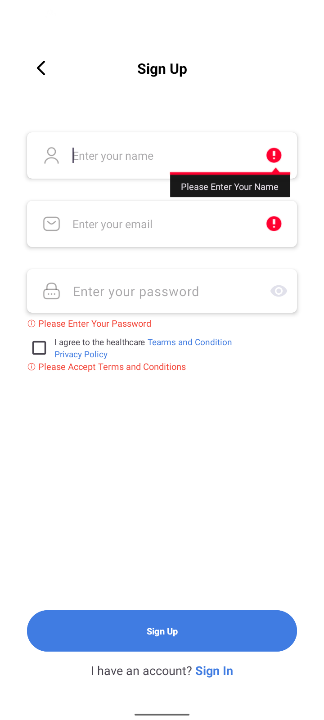 Sign Up
Enter your name
Please Enter Your Name
Enter your email
Enter your password
Please Enter Your Password
I agree to the healthcare Tearms and Condition
Privacy Policy
Please Accept Terms and Conditions
Sign Up
I have an account? Sign In